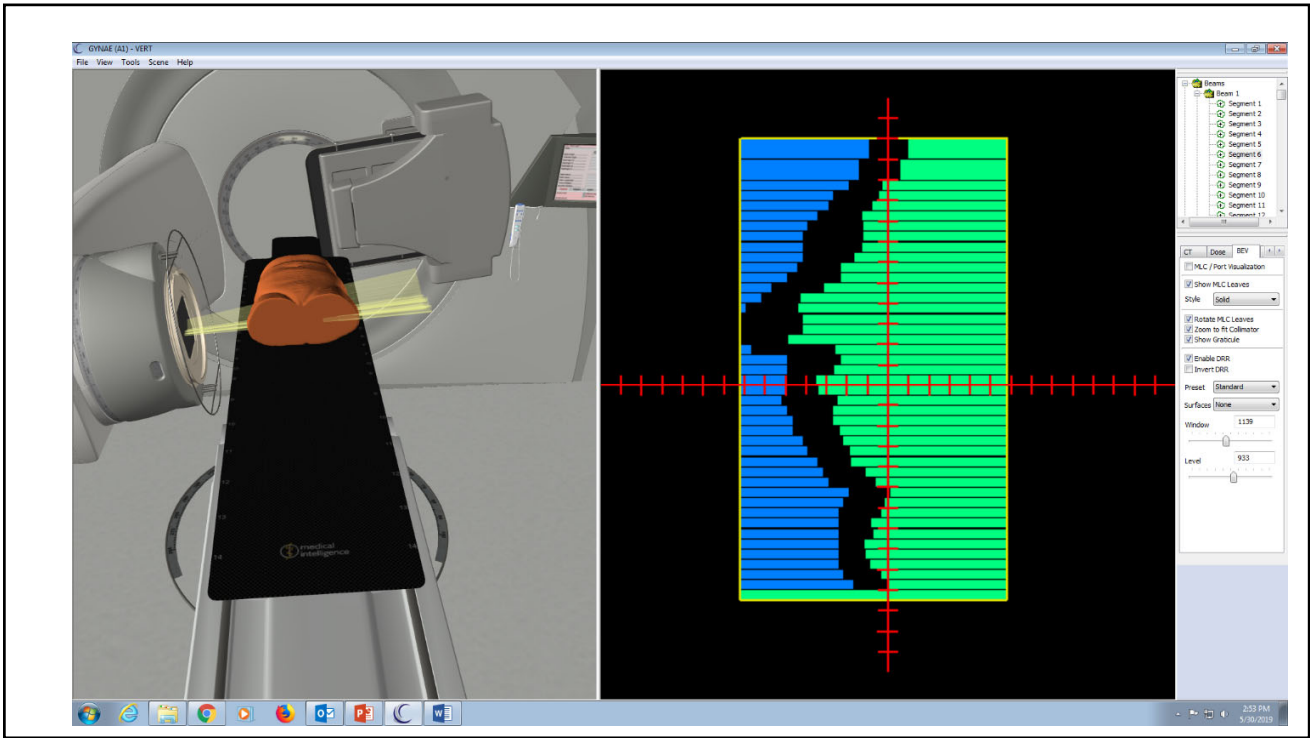 GYNAE (A1) - VERT
File View Tools Scene Help
medical
intelligence
Beams
Beam 1
Segment 1
Segment 2
Segment 3
Segment 4
Segment 5
Segment 6
Segment 7
Segment 8
Segment 9
Segment 10
Segment 11
Segment 12
CT Dose BEV
MLC / Port Visualization
Show MLC Leaves
Style Solid
Rotate MLC Leaves
Zoom to fit Collimator
Show Graticule
Enable DRR
Invert DRR
Preset Standard
Surfaces None
Window 1139
Level 933
2:53 PM
5/30/2019